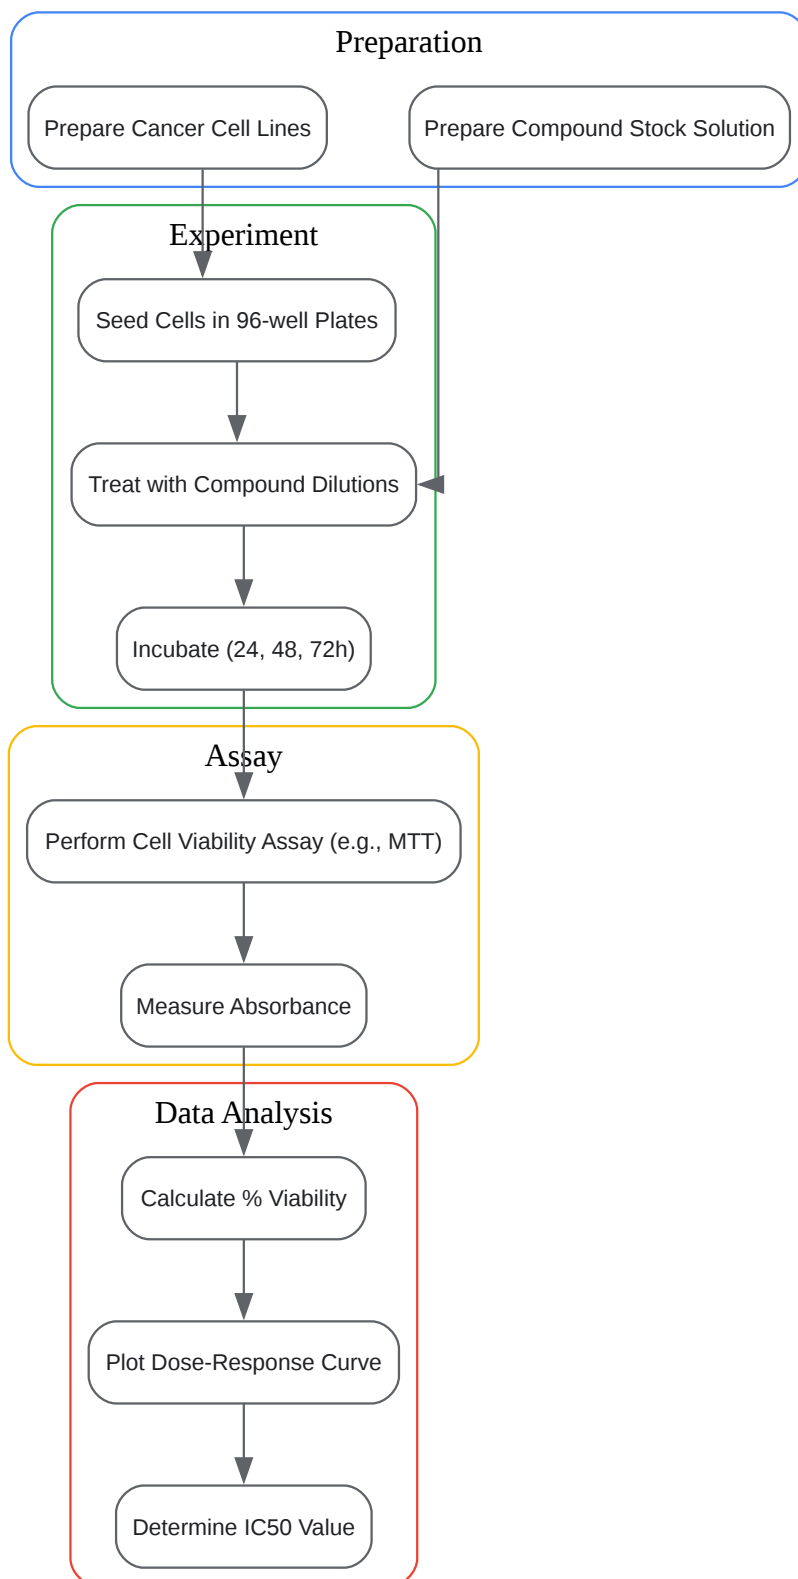 Preparation
Prepare Cancer Cell Lines
Prepare Compound Stock Solution
Experiment
Seed Cells in 96-well Plates
Treat with Compound Dilutions
Incubate (24, 48, 72h)
Assay
Perform Cell Viability Assay (e.g., MTT)
Measure Absorbance
Data Analysis
Calculate % Viability
Plot Dose-Response Curve
Determine IC50 Value